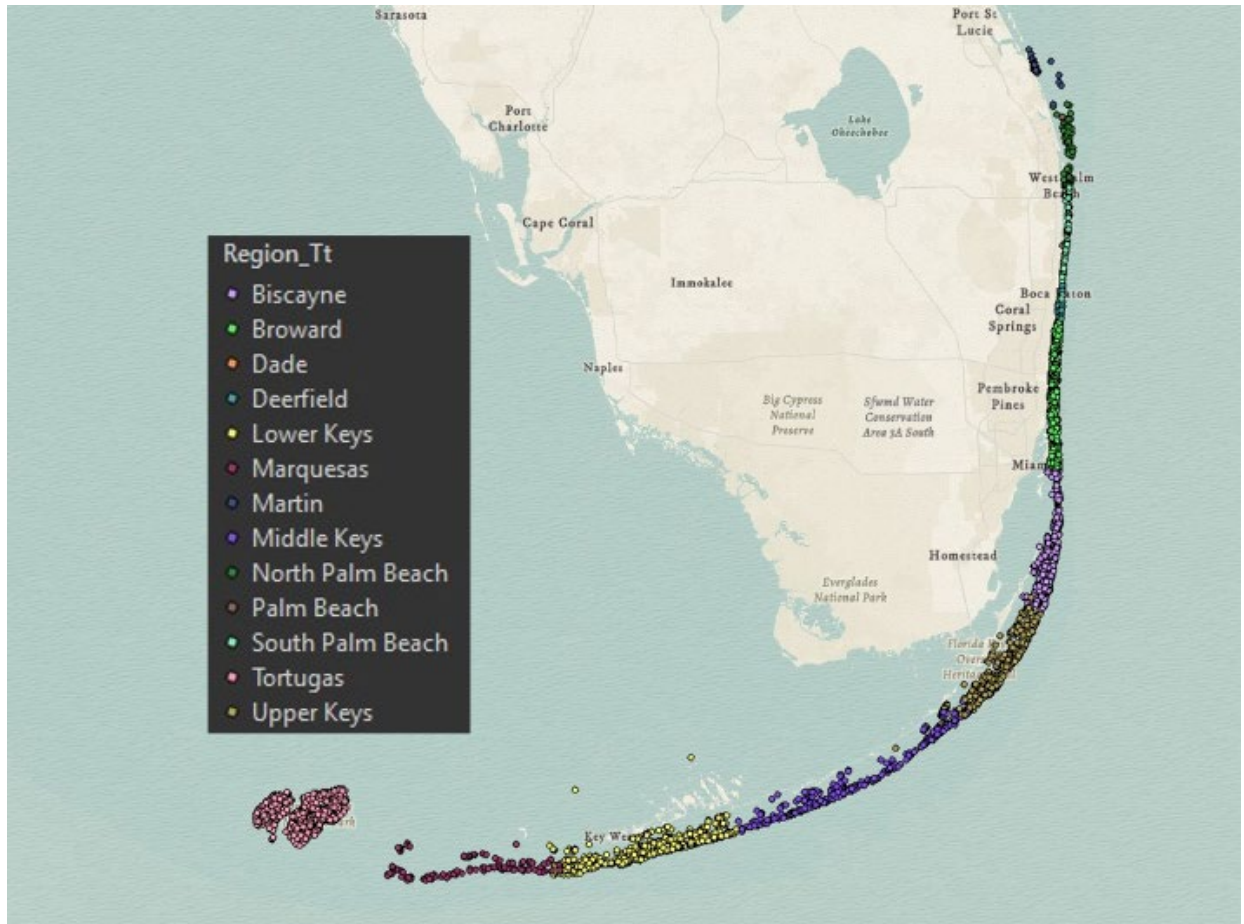 Sarasota
Port St
Lucie
Port
Charlotte
Lake
Okeechobee
West Palm
Beach
Cape Coral
Region_Tt
Biscayne
Broward
Dade
Deerfield
Lower Keys
Marquesas
Martin
Middle Keys
North Palm Beach
Palm Beach
South Palm Beach
Tortugas
Upper Keys
Immokalee
Boca Raton
Coral
Springs
Naples
Big Cypress
National
Preserve
Sfwmd Water
Conservation
Area 3A South
Pembroke
Pines
Miami
Homestead
Everglades
National Park
Florida
Heritage
Key West